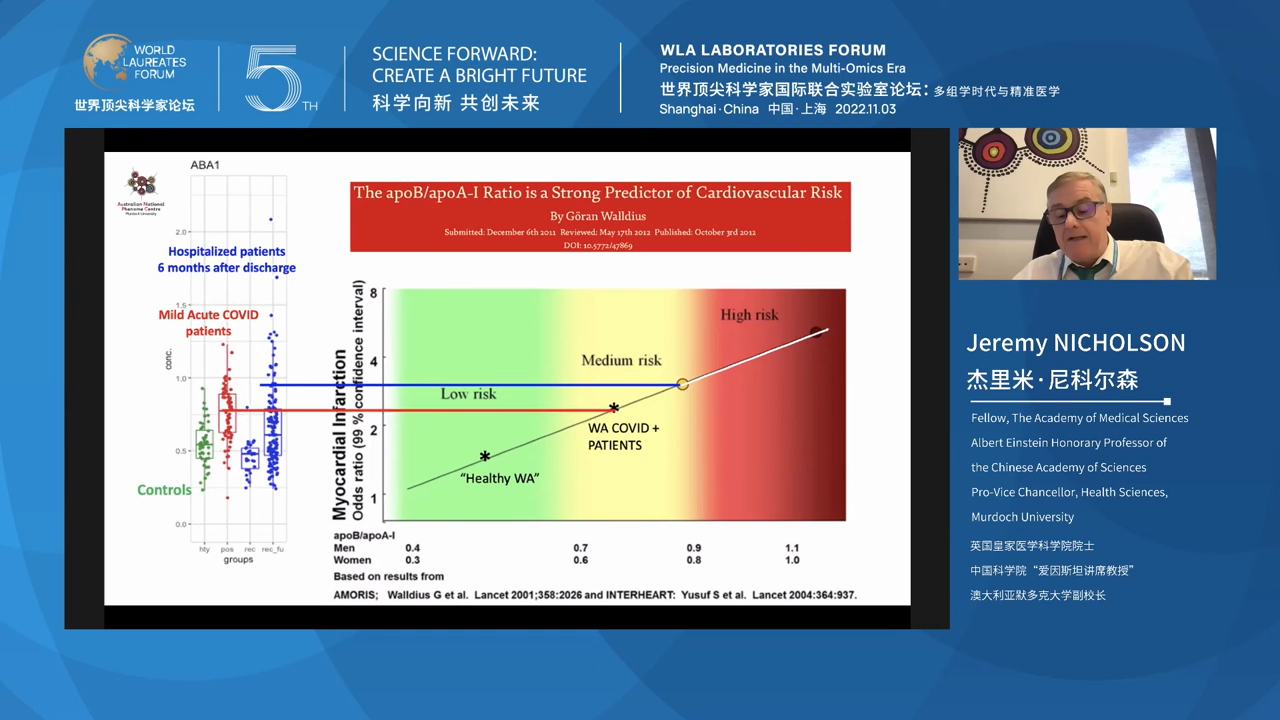 WORLD
LAUREATES
FORUM
世界顶尖科学家论坛
5TH
SCIENCE FORWARD:
CREATE A BRIGHT FUTURE
科学向新 共创未来
WLA LABORATORIES FORUM
Precision Medicine in the Multi-Omics Era
世界顶尖科学家国际联合实验室论坛：多组学时代与精准医学
Shanghai·China 中国·上海 2022.11.03
Australian National
Phenome Centre
Murdoch University
ABA1
2.0
1.5
1.0
0.5
0.0
conc.
Hospitalized patients
6 months after discharge
Mild Acute COVID
patients
Controls
hty pos rec rec_fu
groups
The apoB/apoA-I Ratio is a Strong Predictor of Cardiovascular Risk
By Göran Walldius
Submitted: December 6th 2011 Reviewed: May 17th 2012 Published: October 3rd 2012
DOI: 10.5772/47869
Myocardial Infarction
Odds ratio (99 % confidence interval)
8
4
2
1
High risk
Medium risk
Low risk
WA COVID +
PATIENTS
“Healthy WA”
apoB/apoA-I
Men 0.4 0.7 0.9 1.1
Women 0.3 0.6 0.8 1.0
Based on results from
AMORIS; Walldius G et al. Lancet 2001;358:2026 and INTERHEART: Yusuf S et al. Lancet 2004:364:937.
Jeremy NICHOLSON
杰里米·尼科尔森
Fellow, The Academy of Medical Sciences
Albert Einstein Honorary Professor of
the Chinese Academy of Sciences
Pro-Vice Chancellor, Health Sciences,
Murdoch University
英国皇家医学科学院院士
中国科学院“爱因斯坦讲席教授”
澳大利亚默多克大学副校长